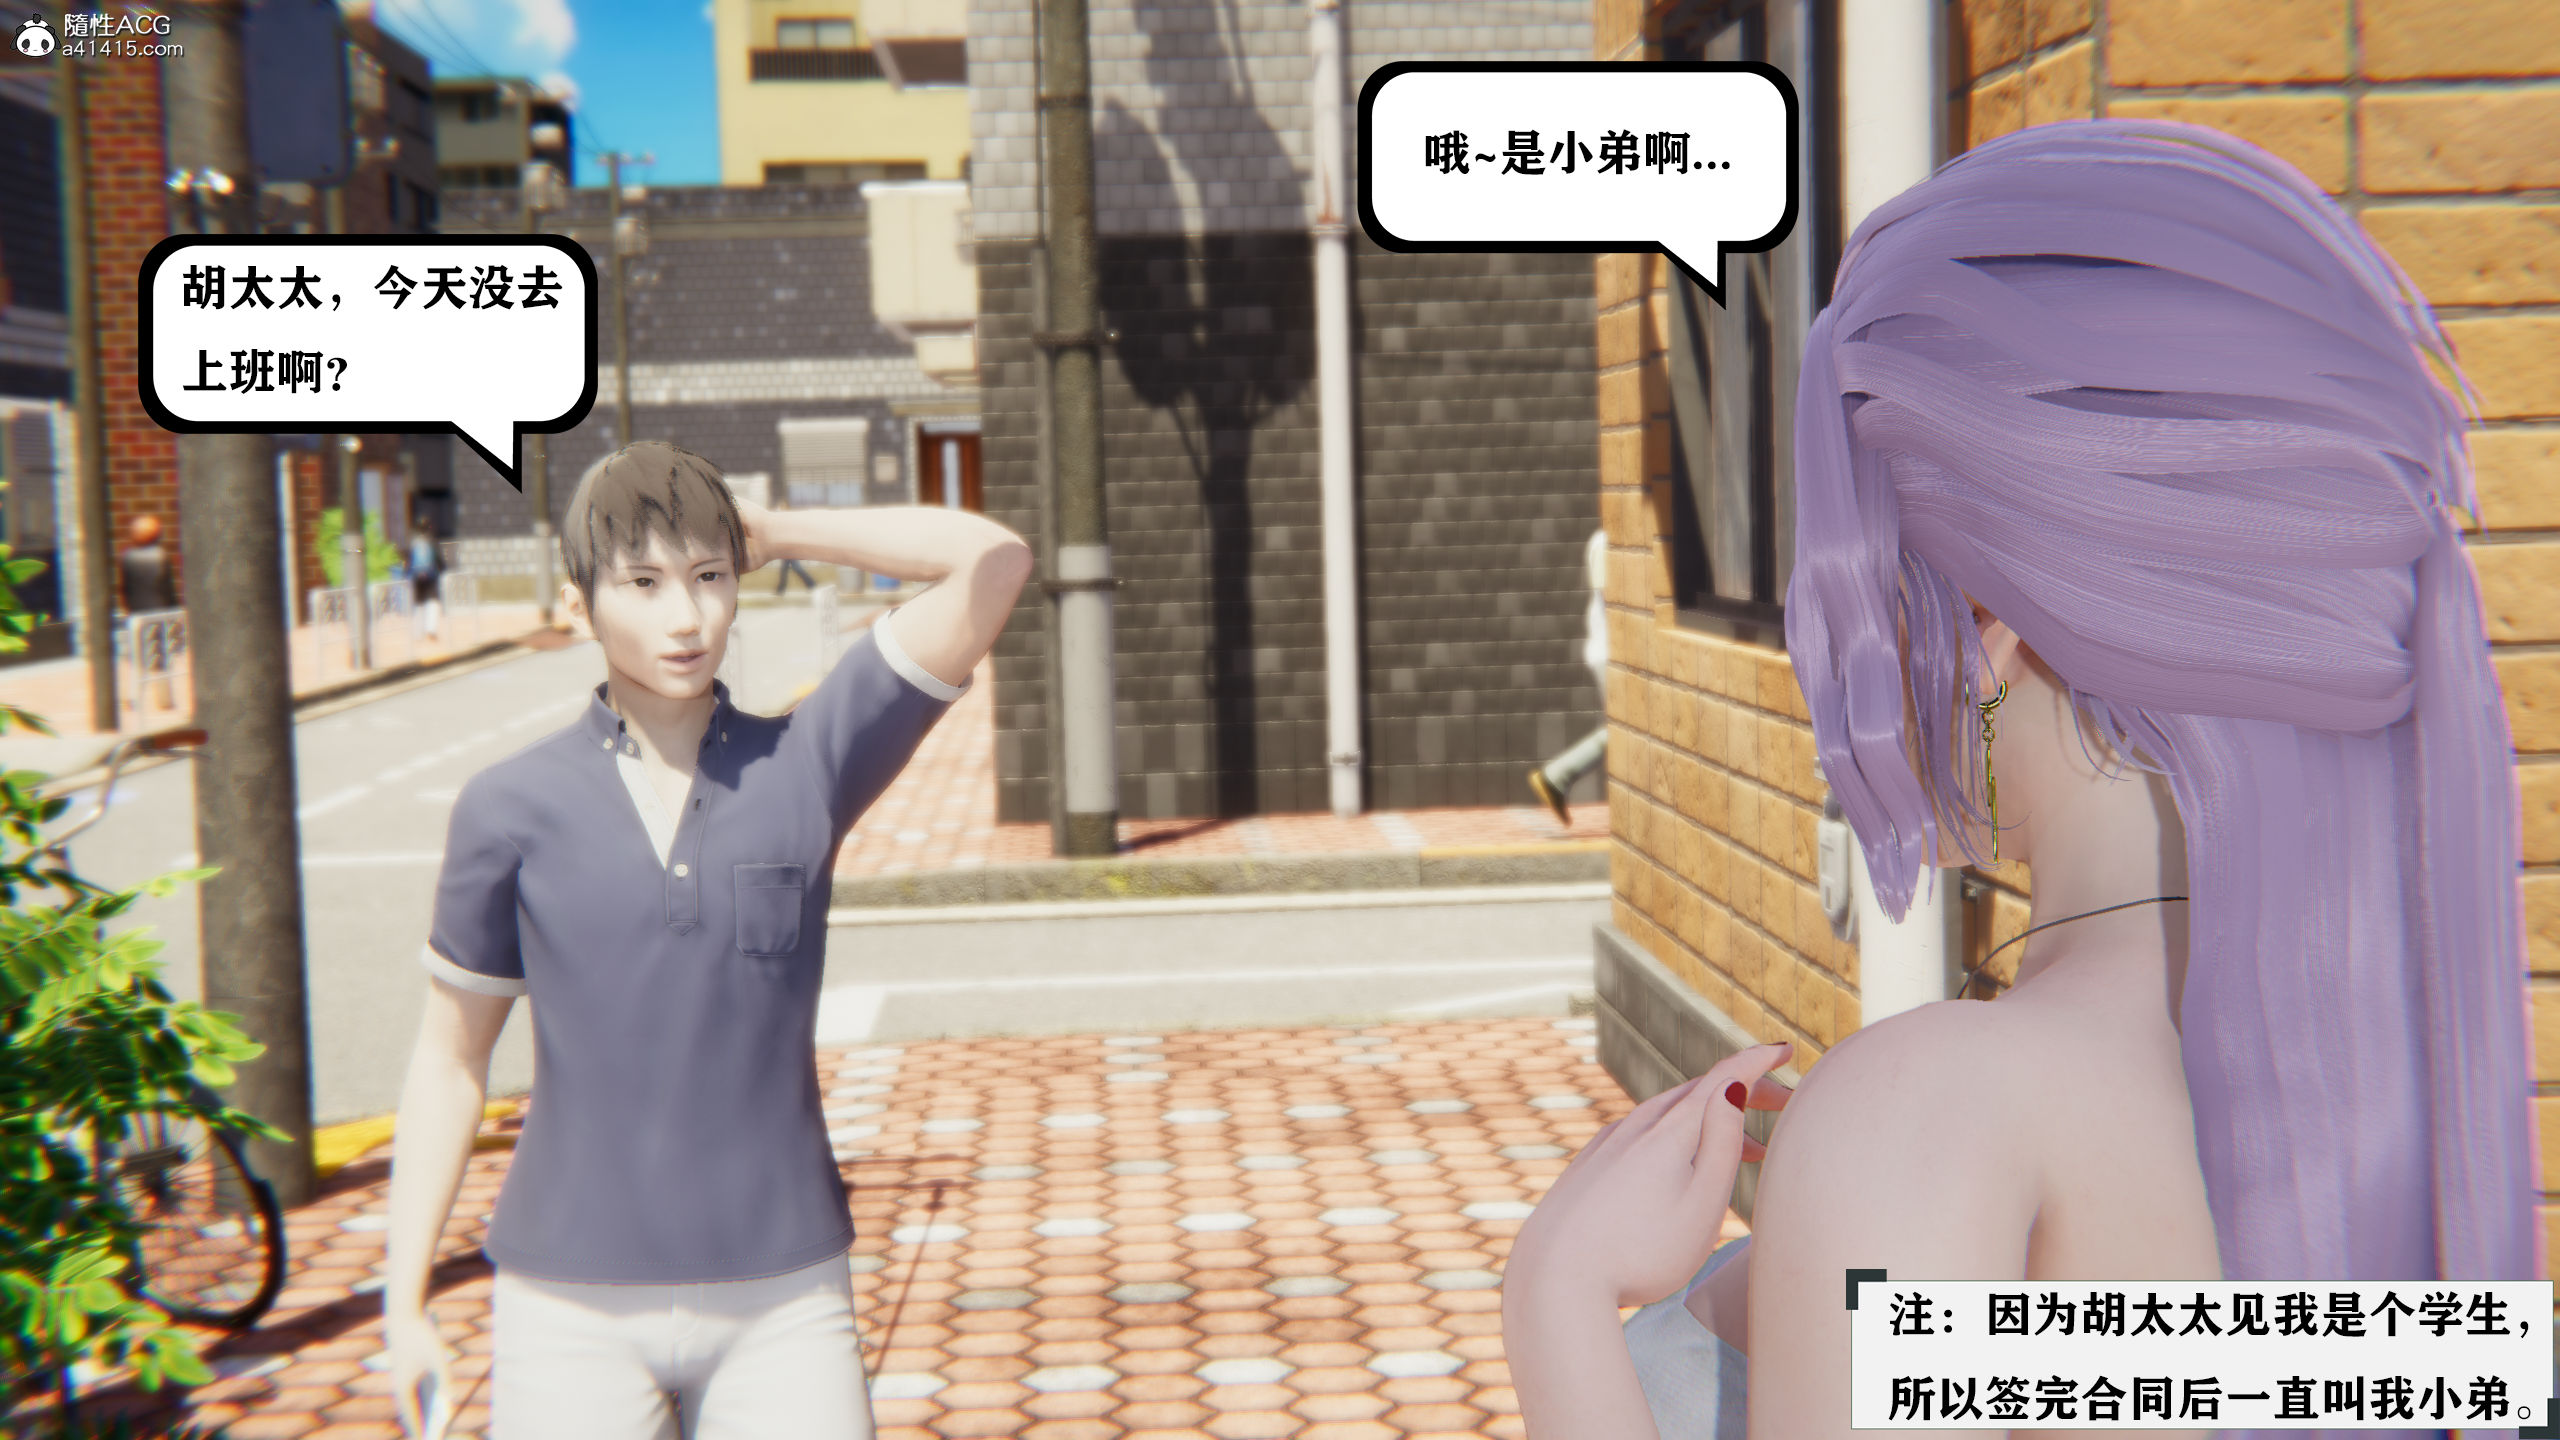 隨性ACG
a41415.com
胡太太，今天没去
上班啊?
哦~是小弟啊...
注：因为胡太太见我是个学生，
所以签完合同后一直叫我小弟。